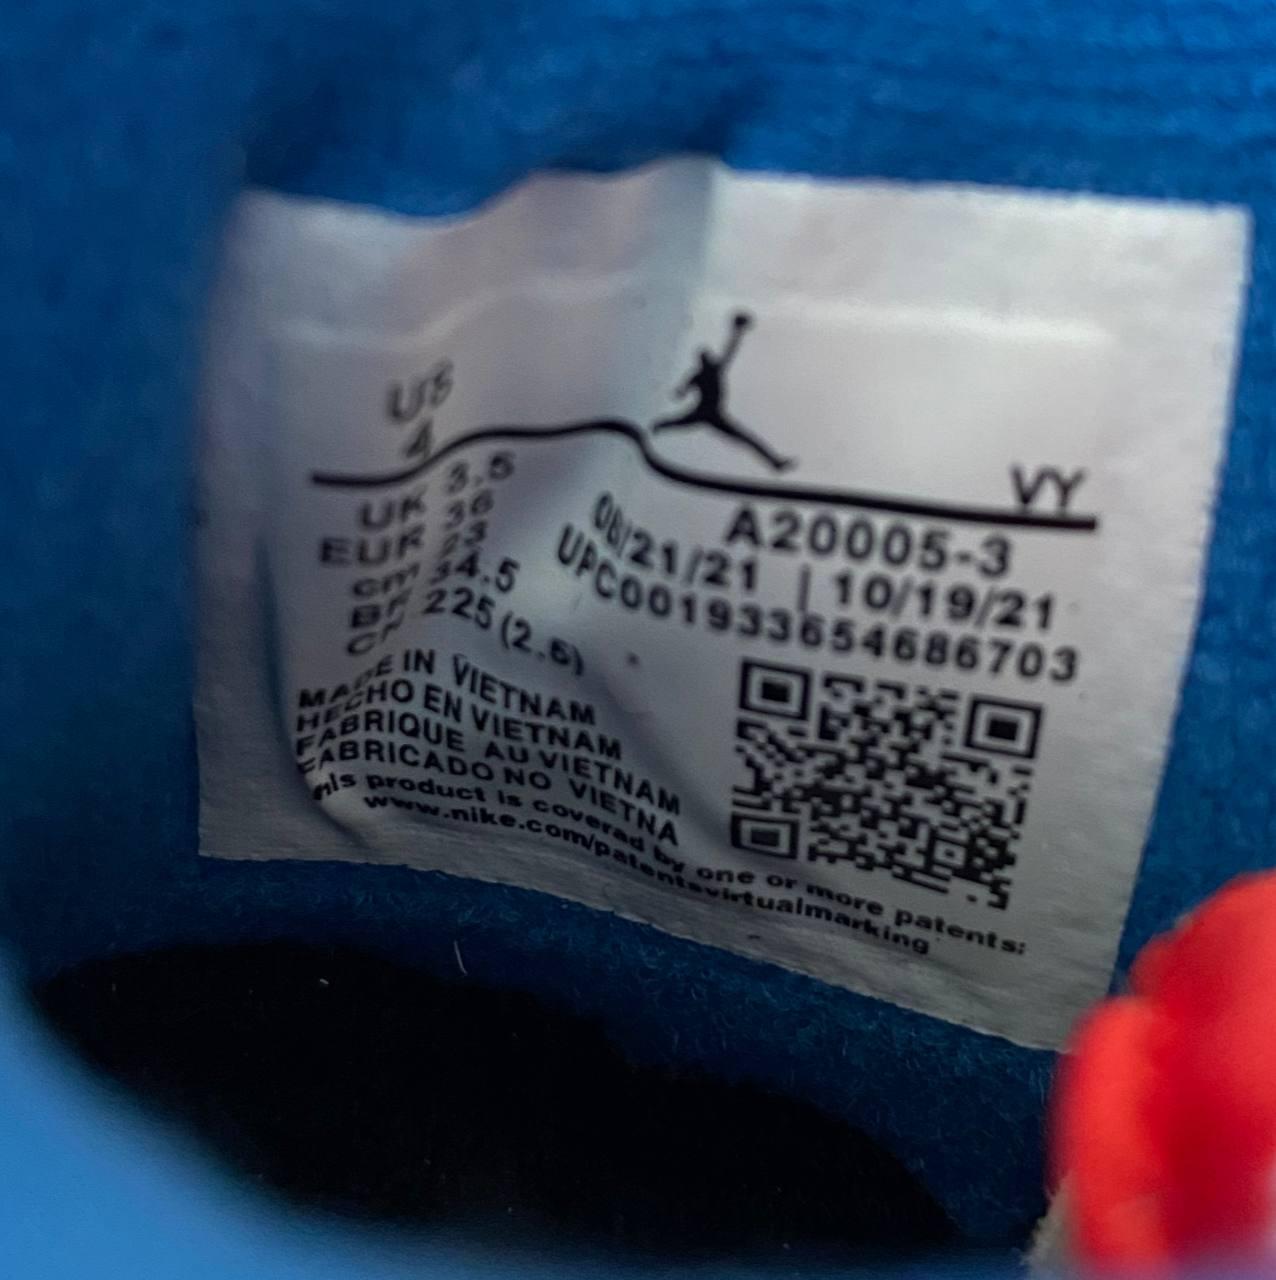 US
4
UK 3.5
EUR 36
cm 23
BR 34.5
CN 225(2.5)
VY
A20005-3
08/21/21 | 10/19/21
UPC00193365468​6703
MADE IN VIETNAM
HECHO EN VIETNAM
FABRIQUE AU VIETNAM
FABRICADO NO VIETNA
This product is covered by one or more patents:
www.nike.com/patentsvirtualmarking